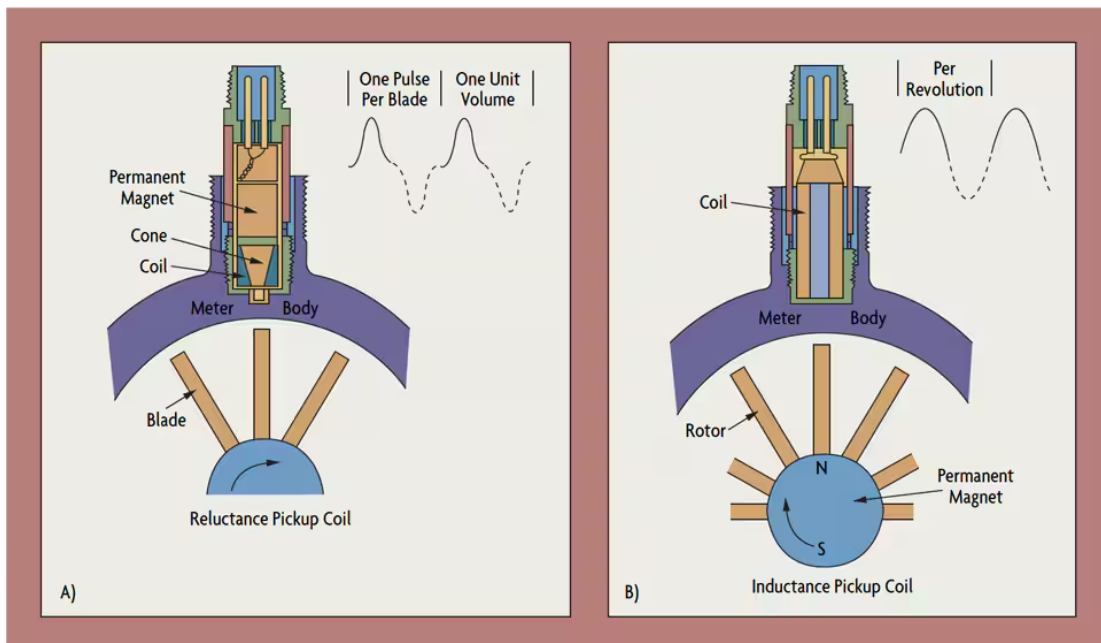 One Pulse
Per Blade
One Unit
Volume
Permanent
Magnet
Cone
Coil
Meter Body
Blade
Reluctance Pickup Coil
A)
Per
Revolution
Coil
Meter Body
Rotor
N
Permanent
Magnet
S
Inductance Pickup Coil
B)